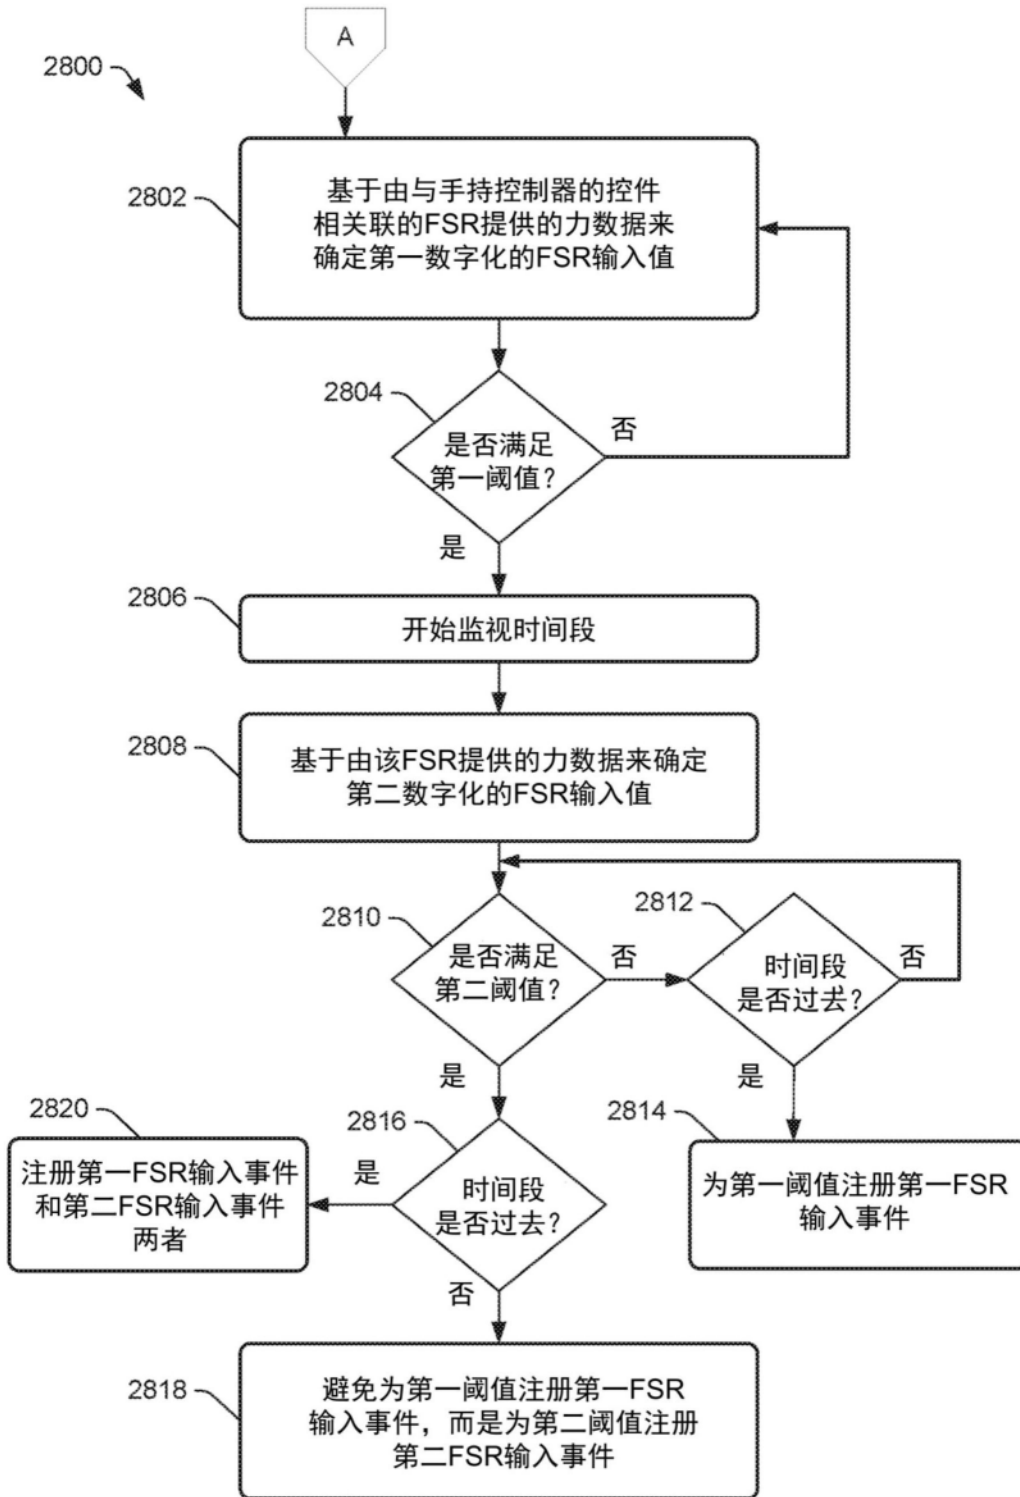 A
2800
2802
基于由与手持控制器的控件
相关联的FSR提供的力数据来
确定第一数字化的FSR输入值
2804
是否满足
第一阈值？
否
是
2806
开始监视时间段
2808
基于由该FSR提供的力数据来确定
第二数字化的FSR输入值
2810
是否满足
第二阈值？
否
是
2812
时间段
是否过去？
否
是
2814
为第一阈值注册第一FSR
输入事件
2816
时间段
是否过去？
是
否
2820
注册第一FSR输入事件
和第二FSR输入事件
两者
2818
避免为第一阈值注册第一FSR
输入事件，而是为第二阈值注册
第二FSR输入事件